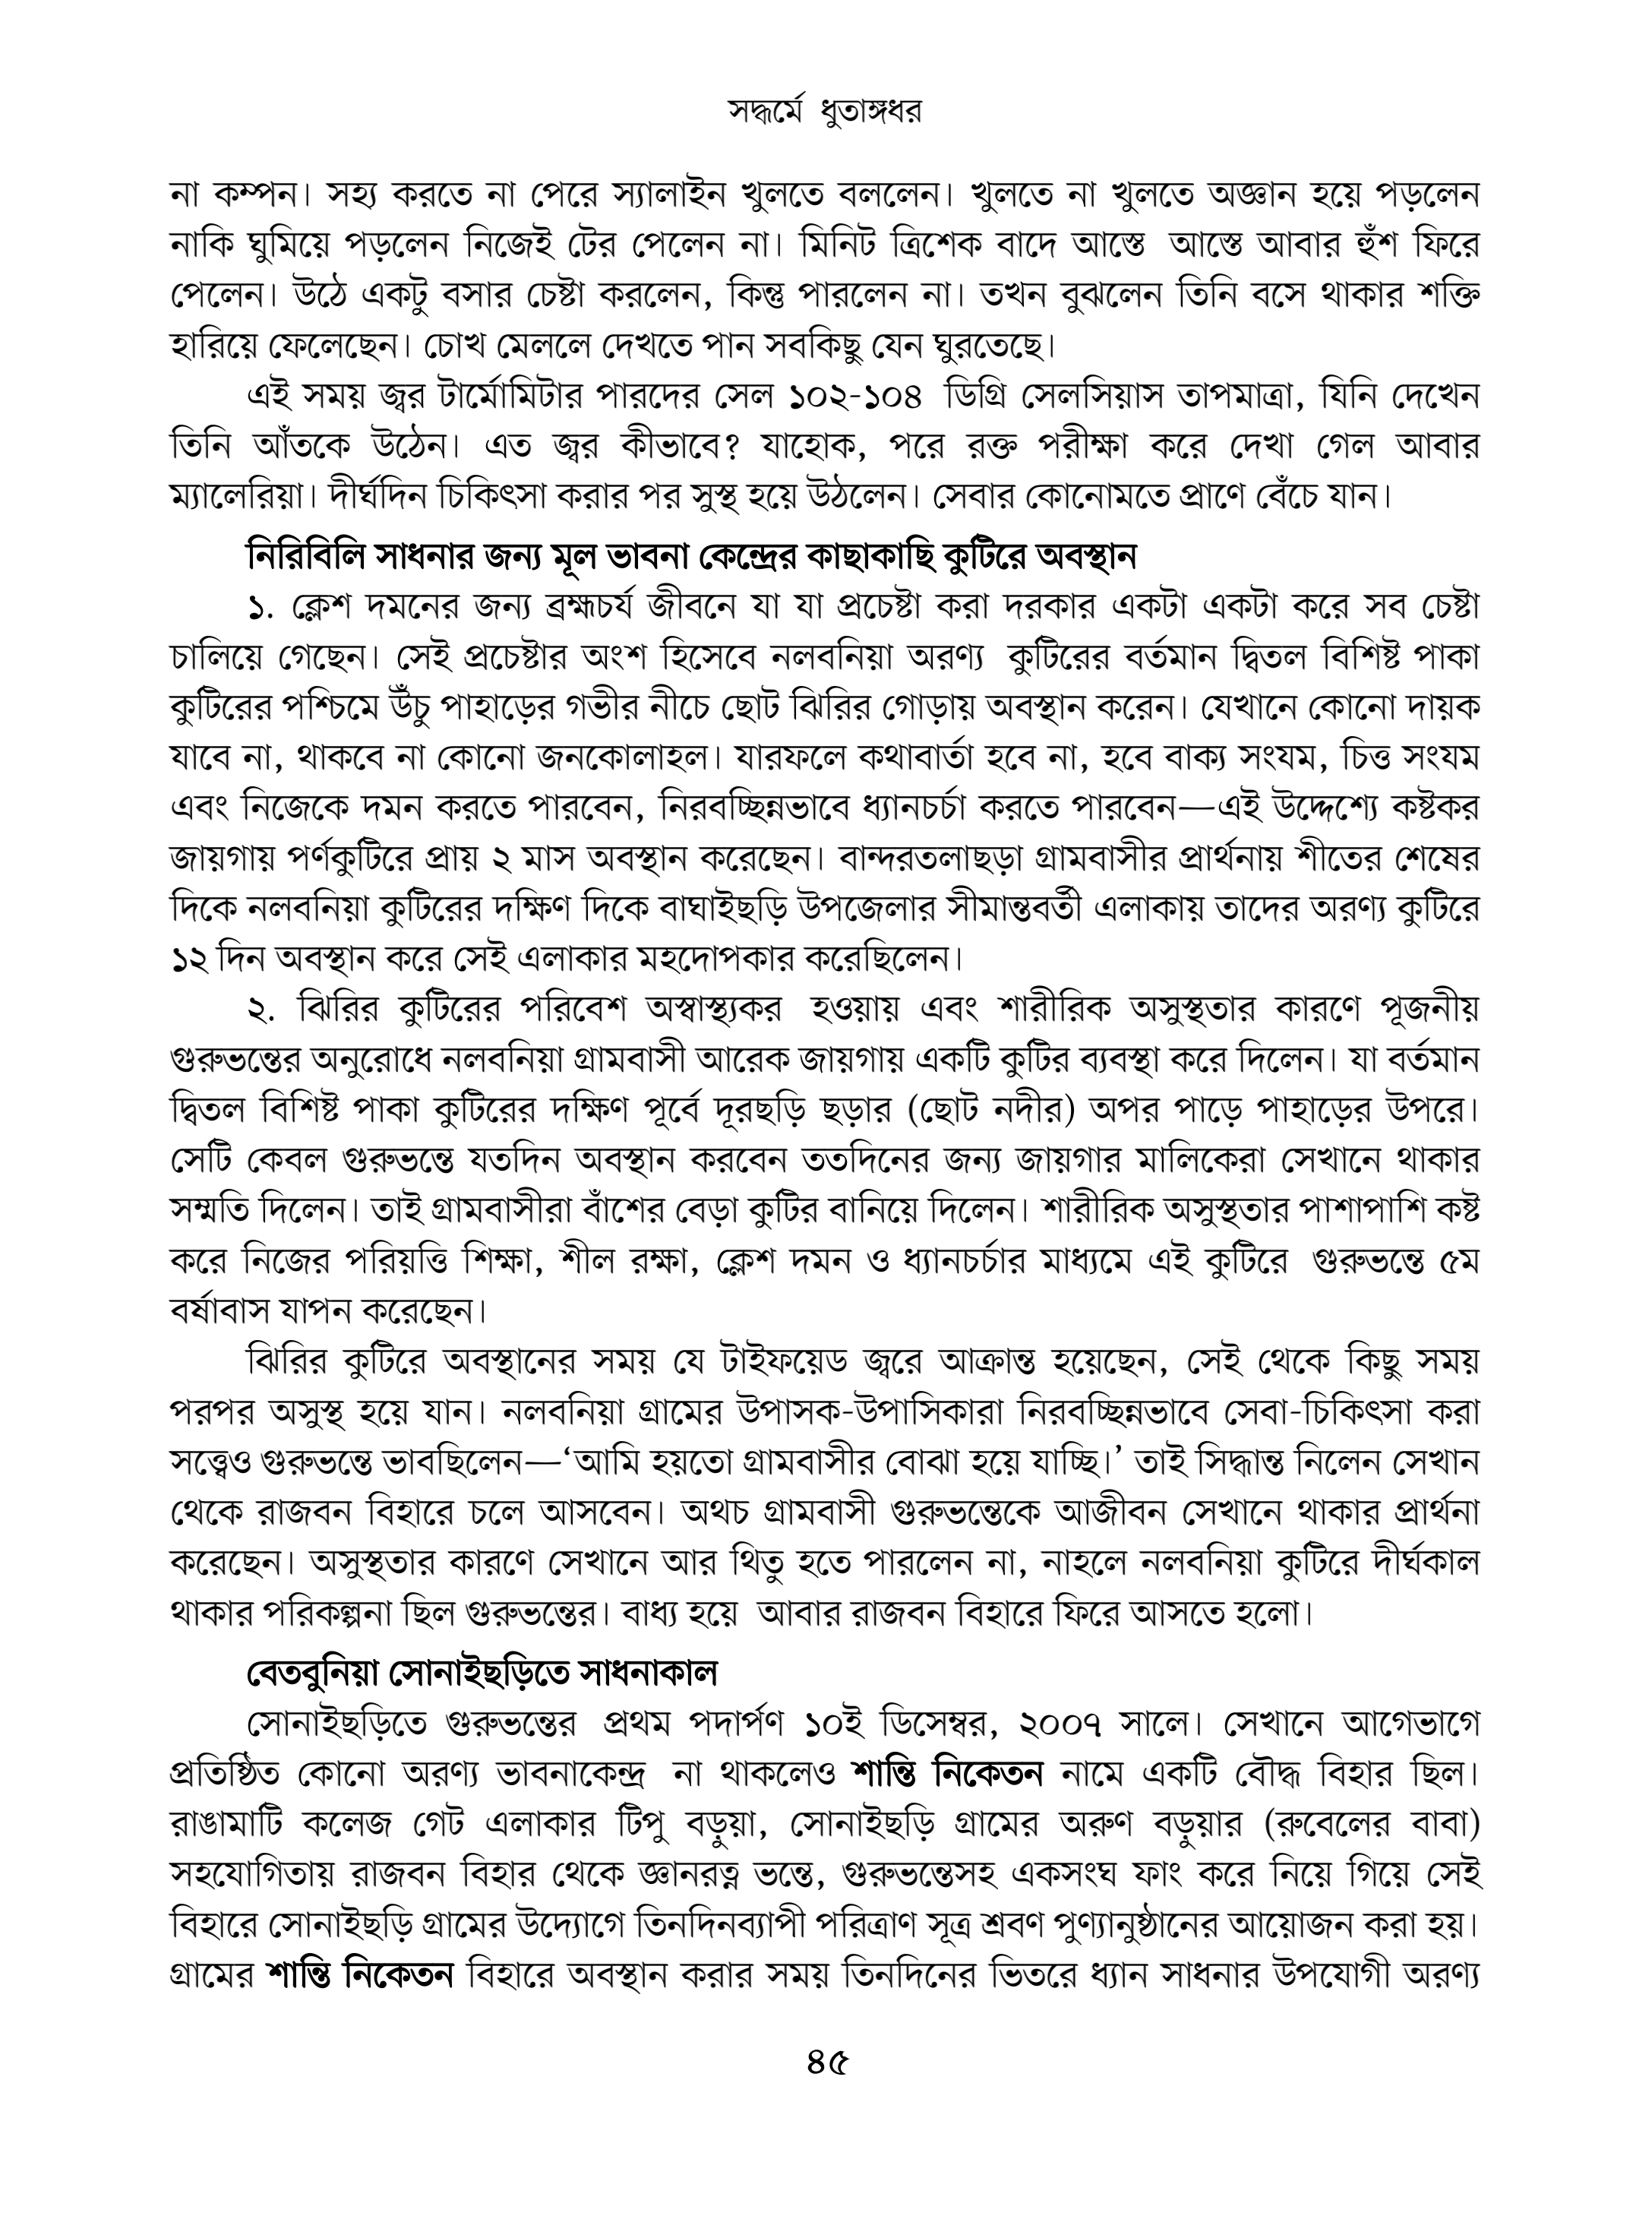 সদ্ধর্মে ধুতাঙ্গধর
না কম্পন। সহ্য করতে না পেরে স্যালাইন খুলতে বললেন। খুলতে না খুলতে অজ্ঞান হয়ে পড়লেন
নাকি ঘুমিয়ে পড়লেন নিজেই টের পেলেন না। মিনিট ত্রিশেক বাদে আস্তে আস্তে আবার হুঁশ ফিরে
পেলেন। উঠে একটু বসার চেষ্টা করলেন, কিন্তু পারলেন না। তখন বুঝলেন তিনি বসে থাকার শক্তি
হারিয়ে ফেলেছেন। চোখ মেললে দেখতে পান সবকিছু যেন ঘুরতেছে।
এই সময় জ্বর টার্মোমিটার পারদের সেল ১০২-১০৪ ডিগ্রি সেলসিয়াস তাপমাত্রা, যিনি দেখেন
তিনি আঁতকে উঠেন। এত জ্বর কীভাবে? যাহোক, পরে রক্ত পরীক্ষা করে দেখা গেল আবার
ম্যালেরিয়া। দীর্ঘদিন চিকিৎসা করার পর সুস্থ হয়ে উঠলেন। সেবার কোনোমতে প্রাণে বেঁচে যান।
নিরিবিলি সাধনার জন্য মূল ভাবনা কেন্দ্রের কাছাকাছি কুটিরে অবস্থান
১. ক্লেশ দমনের জন্য ব্রহ্মচর্য জীবনে যা যা প্রচেষ্টা করা দরকার একটা একটা করে সব চেষ্টা
চালিয়ে গেছেন। সেই প্রচেষ্টার অংশ হিসেবে নলবনিয়া অরণ্য কুটিরের বর্তমান দ্বিতল বিশিষ্ট পাকা
কুটিরের পশ্চিমে উঁচু পাহাড়ের গভীর নীচে ছোট ঝিরির গোড়ায় অবস্থান করেন। যেখানে কোনো দায়ক
যাবে না, থাকবে না কোনো জনকোলাহল। যারফলে কথাবার্তা হবে না, হবে বাক্য সংযম, চিত্ত সংযম
এবং নিজেকে দমন করতে পারবেন, নিরবচ্ছিন্নভাবে ধ্যানচর্চা করতে পারবেন—এই উদ্দেশ্যে কষ্টকর
জায়গায় পর্ণকুটিরে প্রায় ২ মাস অবস্থান করেছেন। বান্দরতলাছড়া গ্রামবাসীর প্রার্থনায় শীতের শেষের
দিকে নলবনিয়া কুটিরের দক্ষিণ দিকে বাঘাইছড়ি উপজেলার সীমান্তবর্তী এলাকায় তাদের অরণ্য কুটিরে
১২ দিন অবস্থান করে সেই এলাকার মহদোপকার করেছিলেন।
২. ঝিরির কুটিরের পরিবেশ অস্বাস্থ্যকর হওয়ায় এবং শারীরিক অসুস্থতার কারণে পূজনীয়
গুরুভন্তের অনুরোধে নলবনিয়া গ্রামবাসী আরেক জায়গায় একটি কুটির ব্যবস্থা করে দিলেন। যা বর্তমান
দ্বিতল বিশিষ্ট পাকা কুটিরের দক্ষিণ পূর্বে দূরছড়ি ছড়ার (ছোট নদীর) অপর পাড়ে পাহাড়ের উপরে।
সেটি কেবল গুরুভন্তে যতদিন অবস্থান করবেন ততদিনের জন্য জায়গার মালিকেরা সেখানে থাকার
সম্মতি দিলেন। তাই গ্রামবাসীরা বাঁশের বেড়া কুটির বানিয়ে দিলেন। শারীরিক অসুস্থতার পাশাপাশি কষ্ট
করে নিজের পরিয়ত্তি শিক্ষা, শীল রক্ষা, ক্লেশ দমন ও ধ্যানচর্চার মাধ্যমে এই কুটিরে গুরুভন্তে ৫ম
বর্ষাবাস যাপন করেছেন।
ঝিরির কুটিরে অবস্থানের সময় যে টাইফয়েড জ্বরে আক্রান্ত হয়েছেন, সেই থেকে কিছু সময়
পরপর অসুস্থ হয়ে যান। নলবনিয়া গ্রামের উপাসক-উপাসিকারা নিরবচ্ছিন্নভাবে সেবা-চিকিৎসা করা
সত্ত্বেও গুরুভন্তে ভাবছিলেন—‘আমি হয়তো গ্রামবাসীর বোঝা হয়ে যাচ্ছি।’ তাই সিদ্ধান্ত নিলেন সেখান
থেকে রাজবন বিহারে চলে আসবেন। অথচ গ্রামবাসী গুরুভন্তেকে আজীবন সেখানে থাকার প্রার্থনা
করেছেন। অসুস্থতার কারণে সেখানে আর থিতু হতে পারলেন না, নাহলে নলবনিয়া কুটিরে দীর্ঘকাল
থাকার পরিকল্পনা ছিল গুরুভন্তের। বাধ্য হয়ে আবার রাজবন বিহারে ফিরে আসতে হলো।
বেতবুনিয়া সোনাইছড়িতে সাধনাকাল
সোনাইছড়িতে গুরুভন্তের প্রথম পদার্পণ ১০ই ডিসেম্বর, ২০০৭ সালে। সেখানে আগেভাগে
প্রতিষ্ঠিত কোনো অরণ্য ভাবনাকেন্দ্র না থাকলেও শান্তি নিকেতন নামে একটি বৌদ্ধ বিহার ছিল।
রাঙামাটি কলেজ গেট এলাকার টিপু বড়ুয়া, সোনাইছড়ি গ্রামের অরুণ বড়ুয়ার (রুবেলের বাবা)
সহযোগিতায় রাজবন বিহার থেকে জ্ঞানরত্ন ভন্তে, গুরুভন্তেসহ একসংঘ ফাং করে নিয়ে গিয়ে সেই
বিহারে সোনাইছড়ি গ্রামের উদ্যোগে তিনদিনব্যাপী পরিত্রাণ সূত্র শ্রবণ পুণ্যানুষ্ঠানের আয়োজন করা হয়।
গ্রামের শান্তি নিকেতন বিহারে অবস্থান করার সময় তিনদিনের ভিতরে ধ্যান সাধনার উপযোগী অরণ্য
৪৫